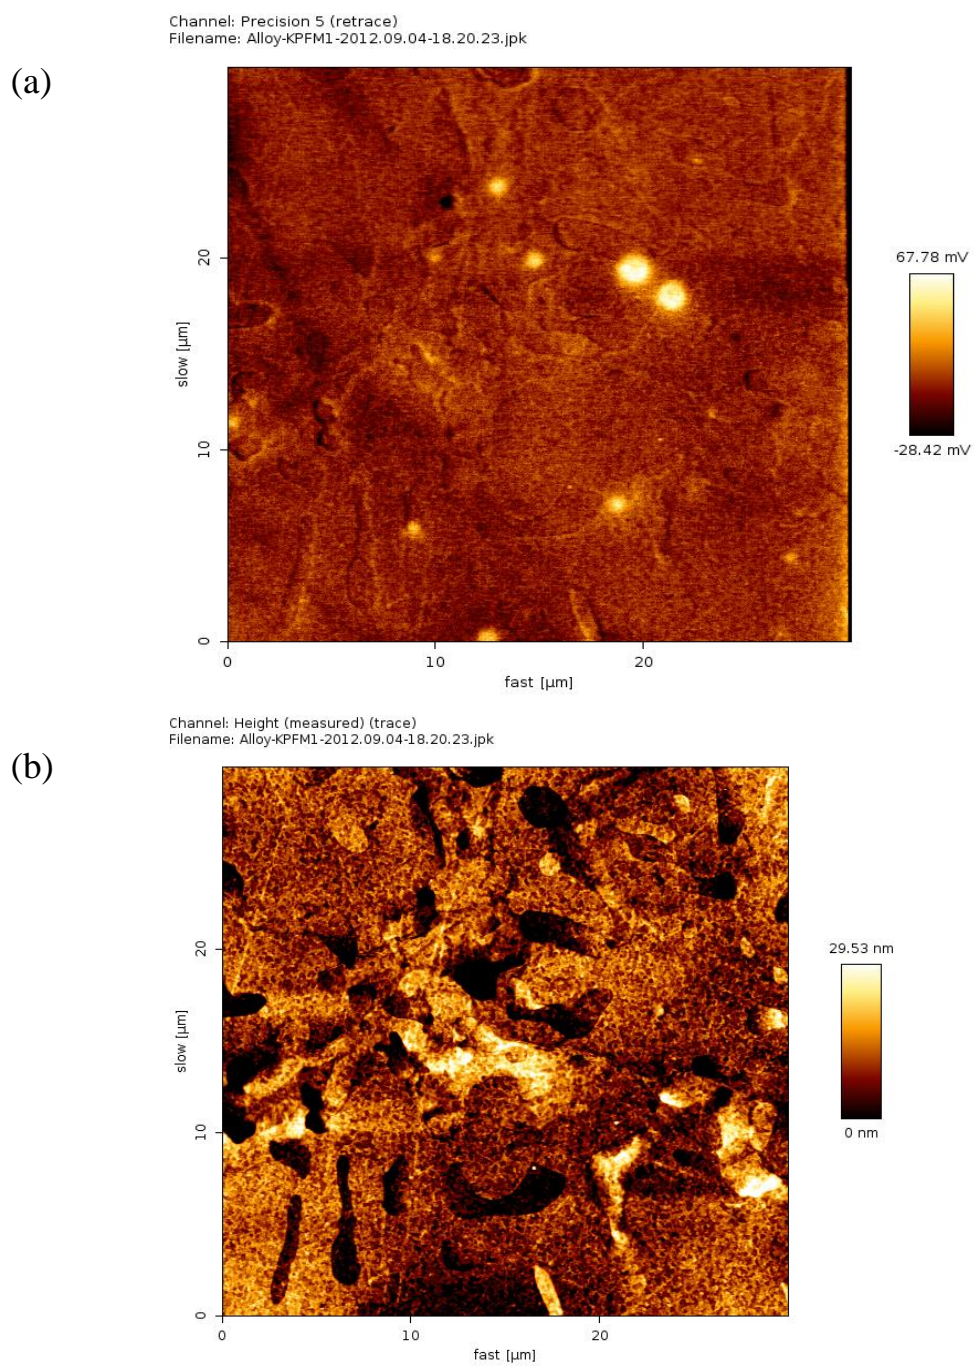 Channel: Precision 5 (retrace)
Filename: Alloy-KPFM1-2012.09.04-18.20.23.jpk
(a)
67.78 mV
-28.42 mV
slow [µm]
20
10
0
0 10 20
fast [µm]
Channel: Height (measured) (trace)
Filename: Alloy-KPFM1-2012.09.04-18.20.23.jpk
(b)
29.53 nm
0 nm
slow [µm]
20
10
0
0 10 20
fast [µm]